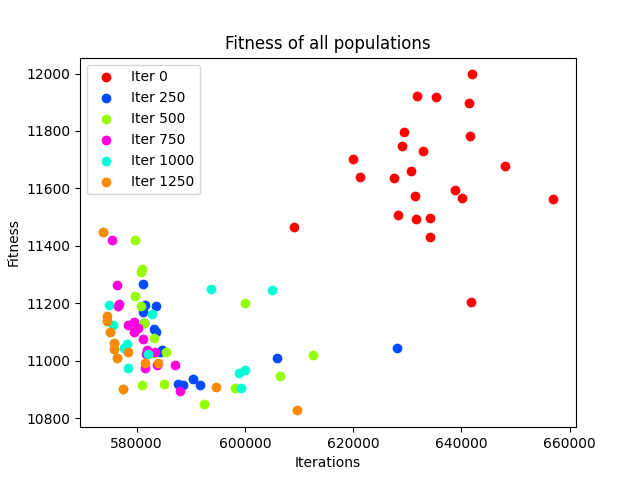 Fitness of all populations
12000
11800
11600
11400
11200
11000
10800
Fitness
Iter 0
Iter 250
Iter 500
Iter 750
Iter 1000
Iter 1250
580000 600000 620000 640000 660000
Iterations